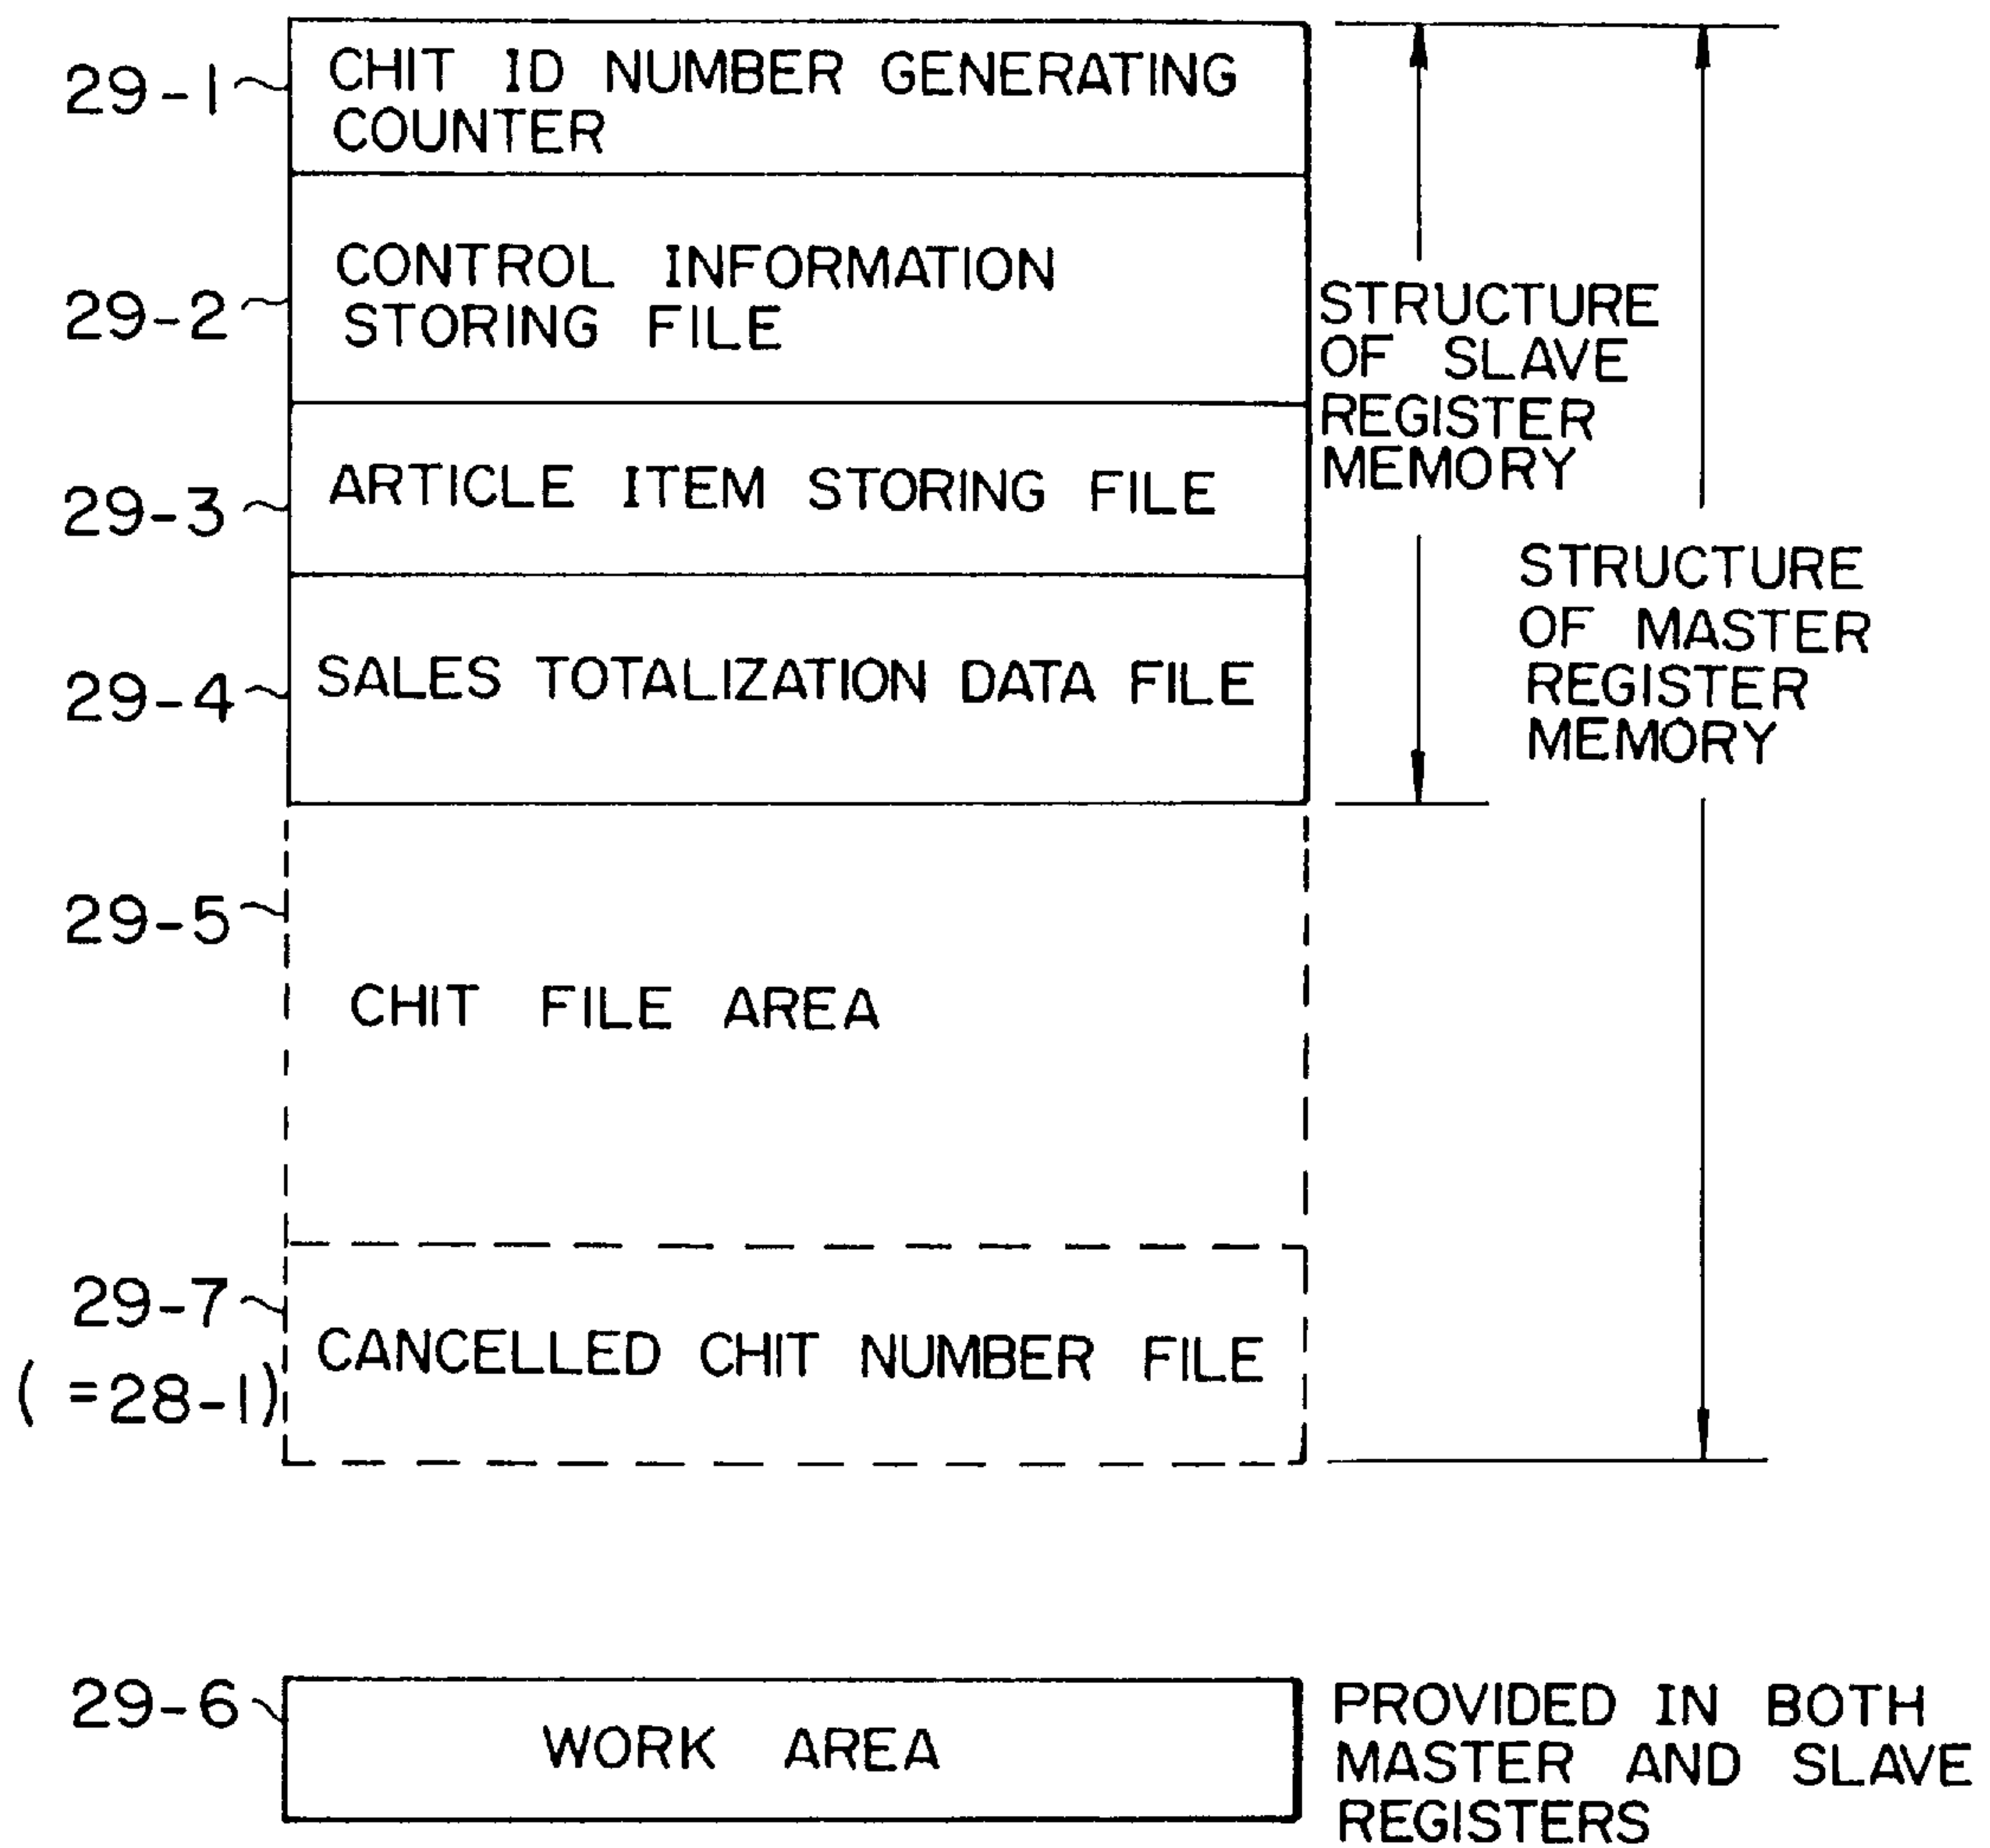 29-1
CHIT ID NUMBER GENERATING
COUNTER
29-2
CONTROL INFORMATION
STORING FILE
29-3
ARTICLE ITEM STORING FILE
29-4
SALES TOTALIZATION DATA FILE
STRUCTURE
OF SLAVE
REGISTER
MEMORY
STRUCTURE
OF MASTER
REGISTER
MEMORY
29-5
CHIT FILE AREA
29-7
(=28-1)
CANCELLED CHIT NUMBER FILE
29-6
WORK AREA
PROVIDED IN BOTH
MASTER AND SLAVE
REGISTERS